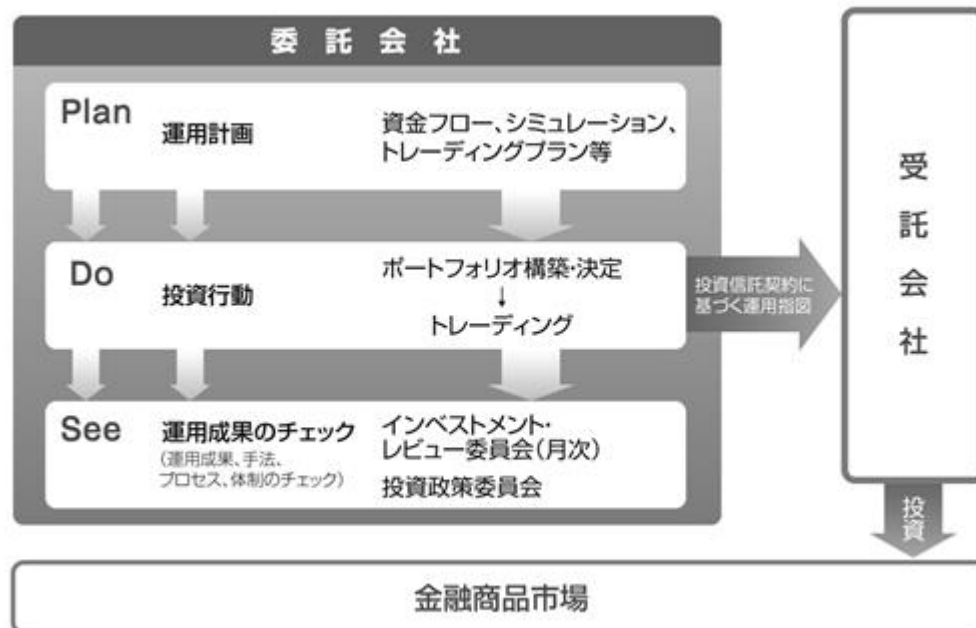 委託会社
Plan
運用計画
資金フロー、シミュレーション、
トレーディングプラン等
Do
投資行動
ポートフォリオ構築・決定
↓
トレーディング
投資信託契約に
基づく運用指図
See
運用成果のチェック
(運用成果、手法、
プロセス、体制のチェック)
インベストメント・
レビュー委員会(月次)
投資政策委員会
受託会社
投資
金融商品市場